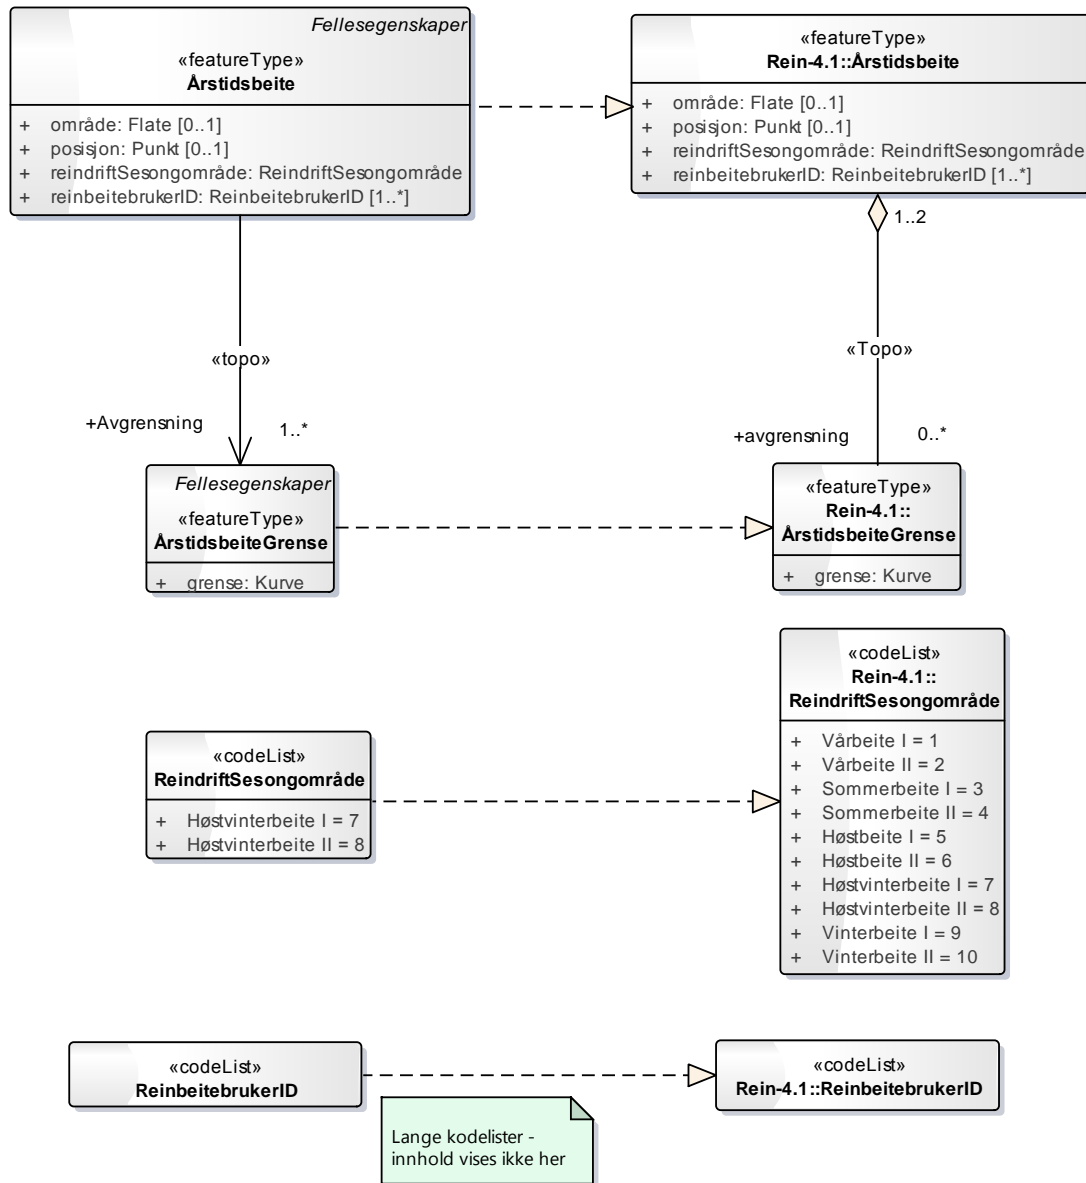 Fellesegenskaper
«featureType»
Årstidsbeite
+ område: Flate [0..1]
+ posisjon: Punkt [0..1]
+ reindriftSesongområde: ReindriftSesongområde
+ reinbeitebrukerID: ReinbeitebrukerID [1..*]
«featureType»
Rein-4.1::Årstidsbeite
+ område: Flate [0..1]
+ posisjon: Punkt [0..1]
+ reindriftSesongområde: ReindriftSesongområde
+ reinbeitebrukerID: ReinbeitebrukerID [1..*]
1..2
«topo»
«Topo»
+Avgrensning 1..*
+avgrensning 0..*
Fellesegenskaper
«featureType»
ÅrstidsbeiteGrense
+ grense: Kurve
«featureType»
Rein-4.1::
ÅrstidsbeiteGrense
+ grense: Kurve
«codeList»
ReindriftSesongområde
+ Høstvinterbeite I = 7
+ Høstvinterbeite II = 8
«codeList»
Rein-4.1::
ReindriftSesongområde
+ Vårbeite I = 1
+ Vårbeite II = 2
+ Sommerbeite I = 3
+ Sommerbeite II = 4
+ Høstbeite I = 5
+ Høstbeite II = 6
+ Høstvinterbeite I = 7
+ Høstvinterbeite II = 8
+ Vinterbeite I = 9
+ Vinterbeite II = 10
«codeList»
ReinbeitebrukerID
«codeList»
Rein-4.1::ReinbeitebrukerID
Lange kodelister -
innhold vises ikke her